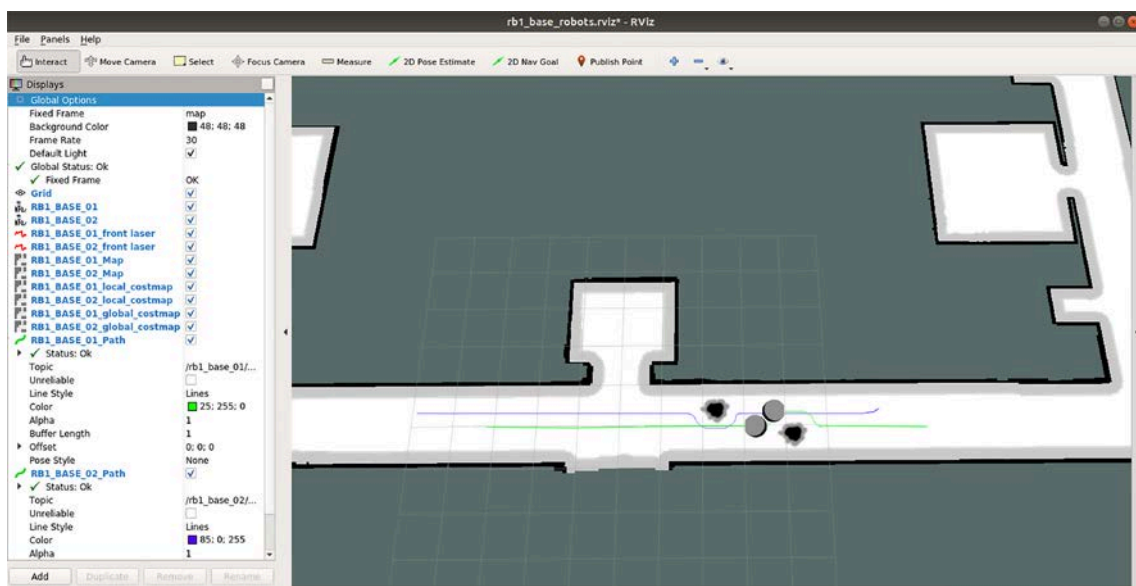 rb1_base_robots.rviz* - RViz
File Panels Help
Interact Move Camera Select Focus Camera Measure 2D Pose Estimate 2D Nav Goal Publish Point
Displays
Global Options
Fixed Frame map
Background Color 48; 48; 48
Frame Rate 30
Default Light
Global Status: Ok
Fixed Frame OK
Grid
RB1_BASE_01
RB1_BASE_02
RB1_BASE_01_front laser
RB1_BASE_02_front laser
RB1_BASE_01_Map
RB1_BASE_02_Map
RB1_BASE_01_local_costmap
RB1_BASE_02_local_costmap
RB1_BASE_01_global_costmap
RB1_BASE_02_global_costmap
RB1_BASE_01_Path
Status: Ok
Topic /rb1_base_01/...
Unreliable
Line Style Lines
Color 25; 255; 0
Alpha 1
Buffer Length 1
Offset 0; 0; 0
Pose Style None
RB1_BASE_02_Path
Status: Ok
Topic /rb1_base_02/...
Unreliable
Line Style Lines
Color 85; 0; 255
Alpha 1
Add Duplicate Remove Rename